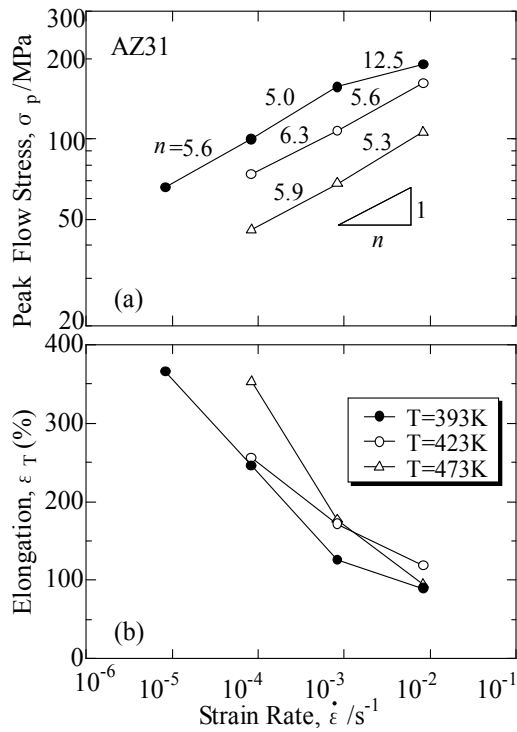 300
200
100
50
20
Peak Flow Stress, σ p /MPa
AZ31
12.5
5.0
5.6
n=5.6
6.3
5.3
5.9
1
n
(a)
400
300
200
100
0
Elongation, ε T (%)
T=393K
T=423K
T=473K
(b)
10-6 10-5 10-4 10-3 10-2 10-1
Strain Rate, ε̇ /s-1